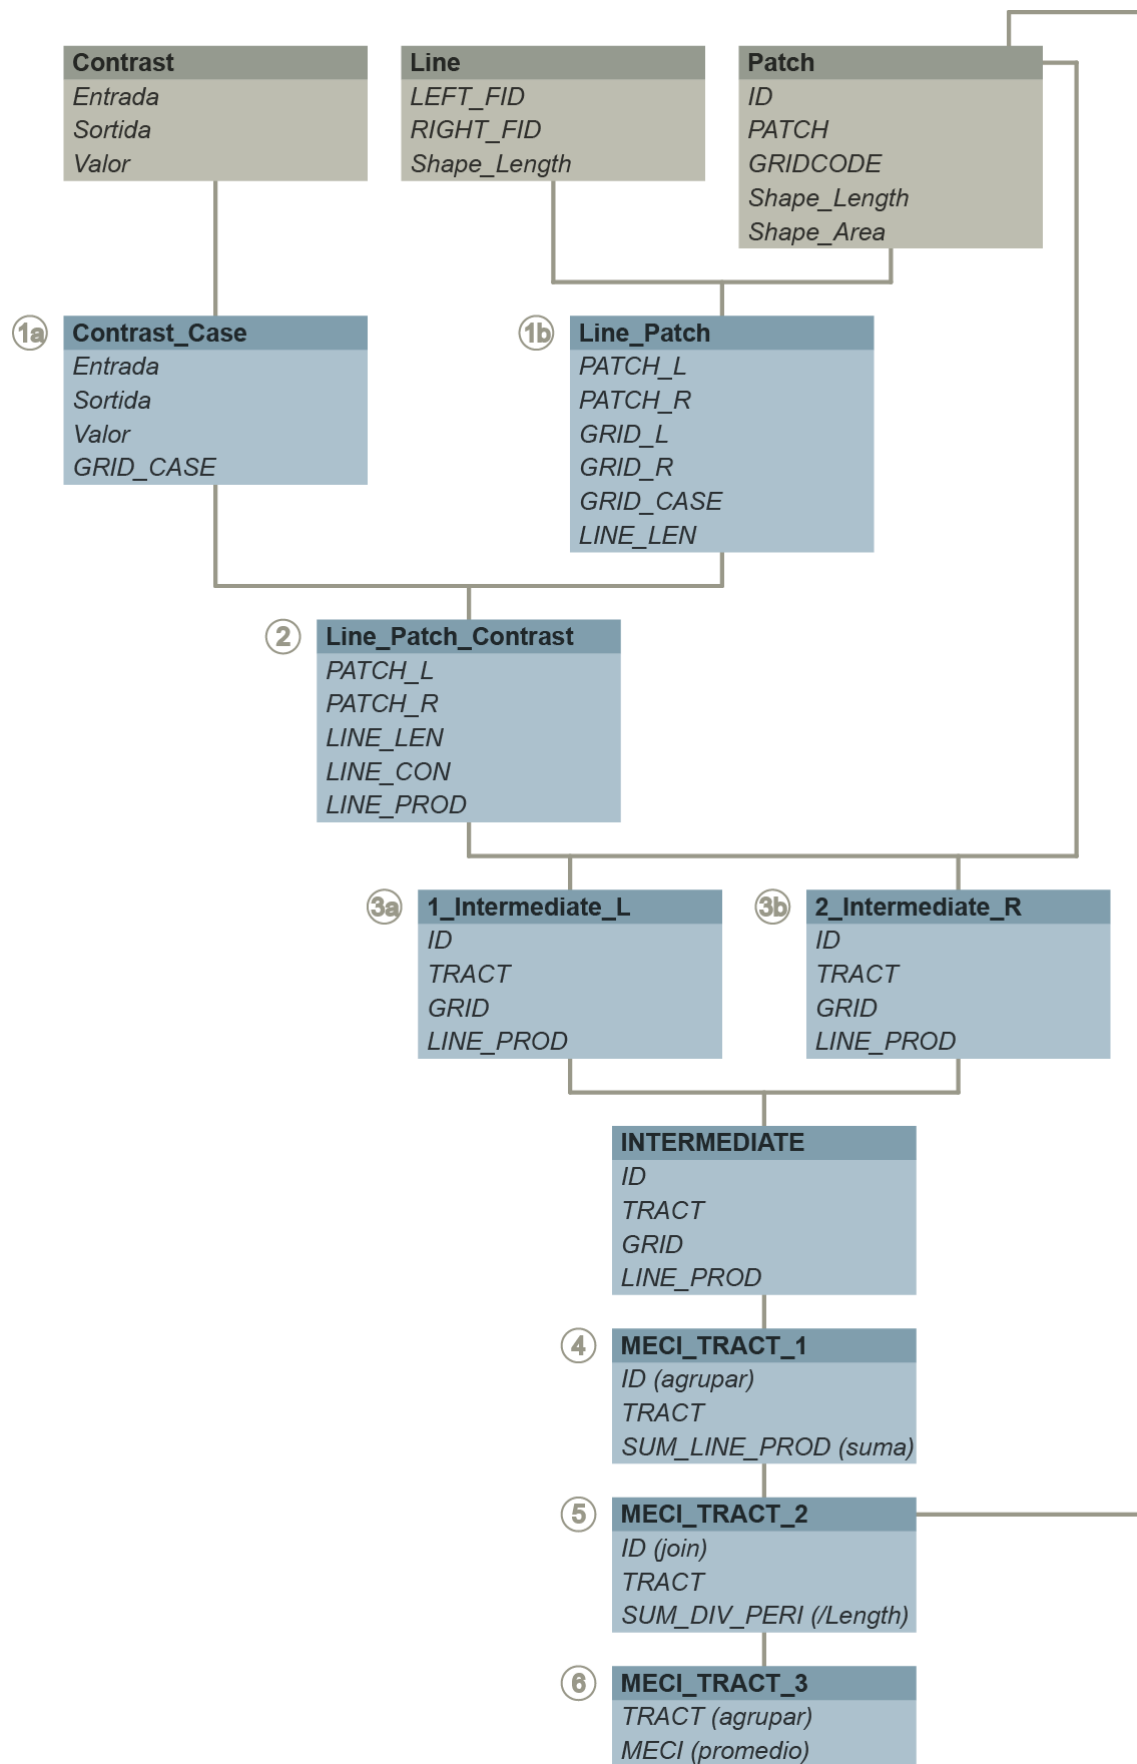 Contrast
Entrada
Sortida
Valor
Line
LEFT_FID
RIGHT_FID
Shape_Length
Patch
ID
PATCH
GRIDCODE
Shape_Length
Shape_Area
1a
Contrast_Case
Entrada
Sortida
Valor
GRID_CASE
1b
Line_Patch
PATCH_L
PATCH_R
GRID_L
GRID_R
GRID_CASE
LINE_LEN
2
Line_Patch_Contrast
PATCH_L
PATCH_R
LINE_LEN
LINE_CON
LINE_PROD
3a
1_Intermediate_L
ID
TRACT
GRID
LINE_PROD
3b
2_Intermediate_R
ID
TRACT
GRID
LINE_PROD
INTERMEDIATE
ID
TRACT
GRID
LINE_PROD
4
MECI_TRACT_1
ID (agrupar)
TRACT
SUM_LINE_PROD (suma)
5
MECI_TRACT_2
ID (join)
TRACT
SUM_DIV_PERI (/Length)
6
MECI_TRACT_3
TRACT (agrupar)
MECI (promedio)